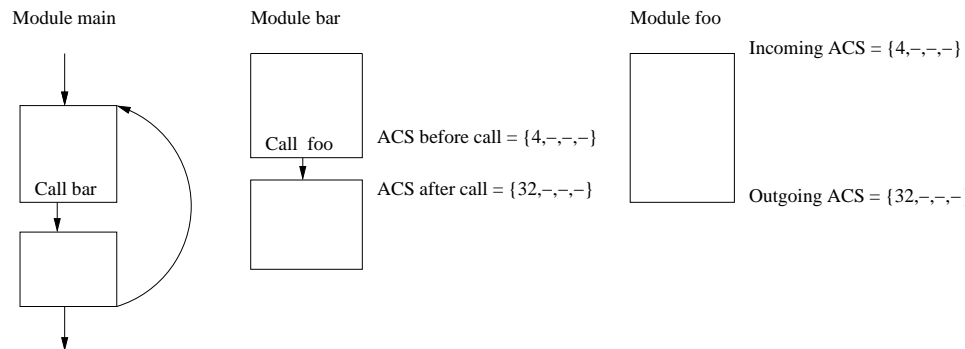 Module main
Module bar
Module foo
Incoming ACS = {4,−,−,−}
Call foo
ACS before call = {4,−,−,−}
Call bar
ACS after call = {32,−,−,−}
Outgoing ACS = {32,−,−,−